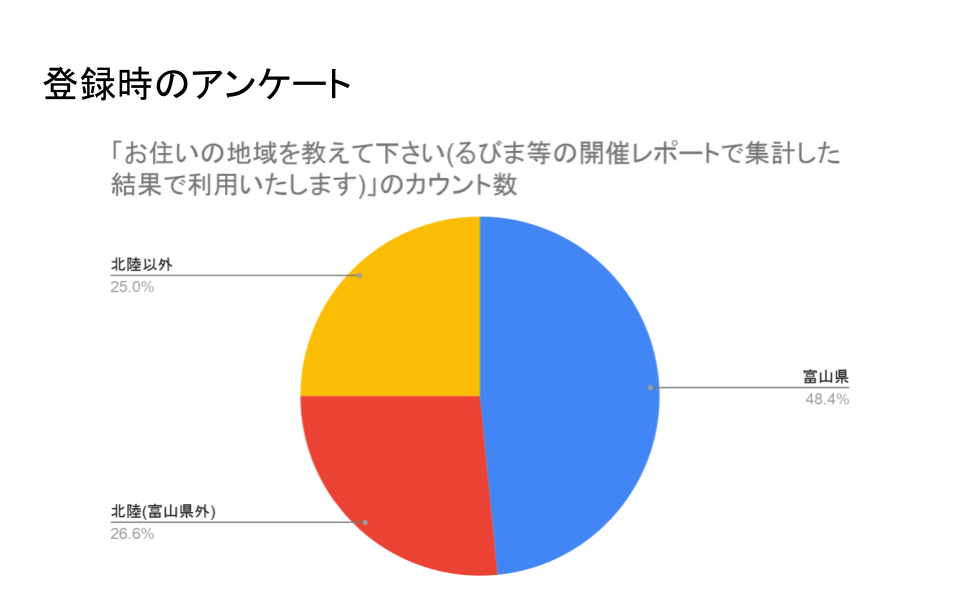 登録時のアンケート
「お住いの地域を教えて下さい(るびま等の開催レポートで集計した
結果で利用いたします)」のカウント数
北陸以外
25.0%
富山県
48.4%
北陸(富山県外)
26.6%